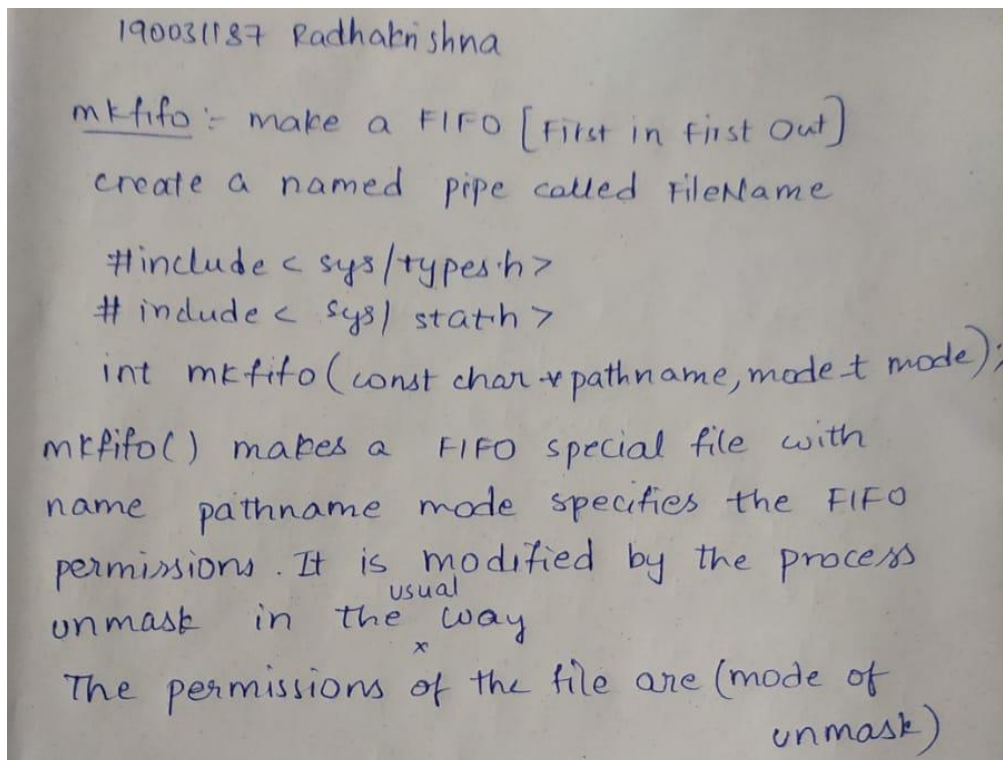 190031187 Radhakrishna
mkfifo :- make a FIFO [First in First Out]
create a named pipe called FileName
#include < sys/types.h>
# include < sys/ stat.h >
int mkfifo (const char * pathname, mode_t mode);
mkfifo() makes a FIFO special file with
name pathname mode specifies the FIFO
permissions. It is modified by the process
unmask in the usual way
The permissions of the file are (mode of
unmask)